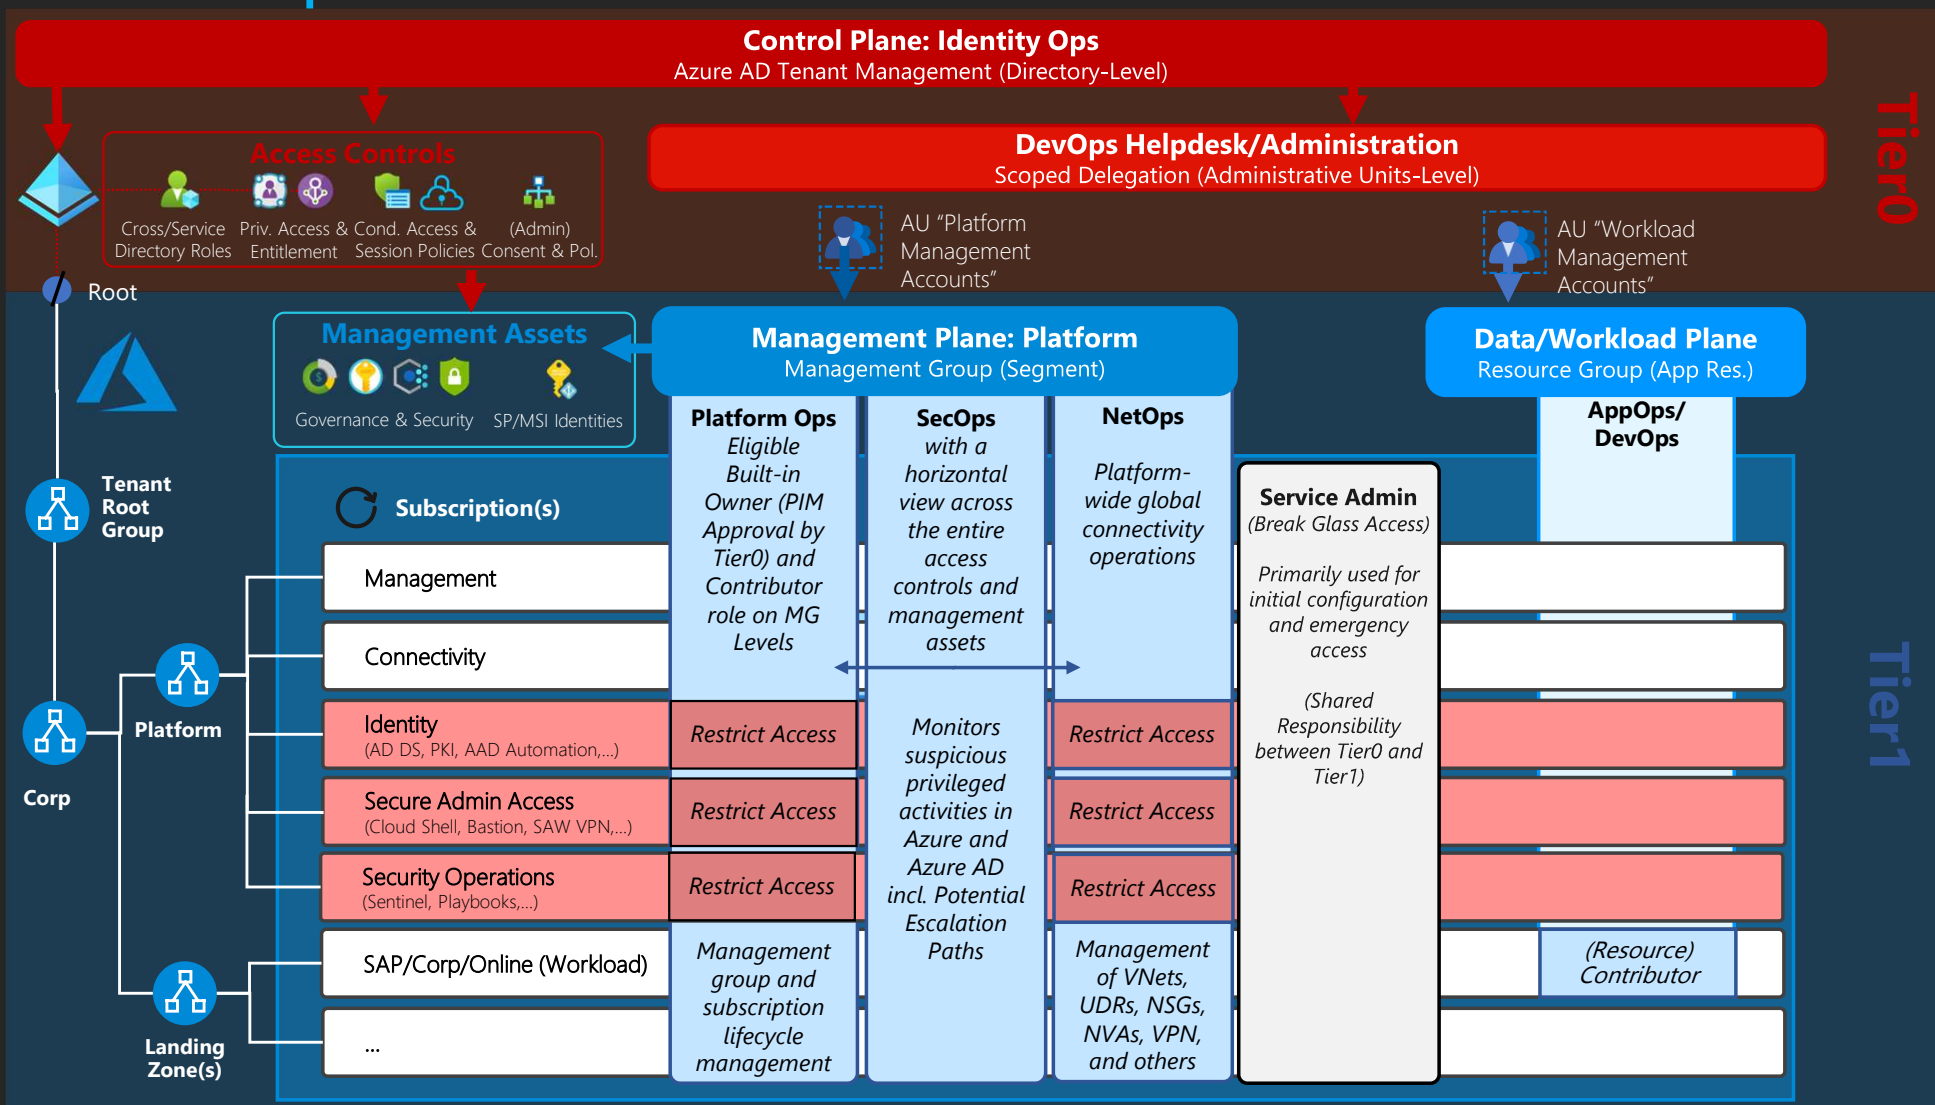 Control Plane: Identity Ops
Azure AD Tenant Management (Directory-Level)
Tier0
Access Controls
Cross/Service
Directory Roles
Priv. Access &
Entitlement
Cond. Access &
Session Policies
(Admin)
Consent & Pol.
DevOps Helpdesk/Administration
Scoped Delegation (Administrative Units-Level)
AU “Platform
Management
Accounts”
AU “Workload
Management
Accounts”
Root
Management Assets
Governance & Security
SP/MSI Identities
Management Plane: Platform
Management Group (Segment)
Data/Workload Plane
Resource Group (App Res.)
Tier1
Tenant
Root
Group
Corp
Platform
Landing
Zone(s)
Subscription(s)
Management
Connectivity
Identity
(AD DS, PKI, AAD Automation,...)
Secure Admin Access
(Cloud Shell, Bastion, SAW VPN,...)
Security Operations
(Sentinel, Playbooks,...)
SAP/Corp/Online (Workload)
...
Platform Ops
Eligible
Built-in
Owner (PIM
Approval by
Tier0) and
Contributor
role on MG
Levels
Restrict Access
Restrict Access
Restrict Access
Management
group and
subscription
lifecycle
management
SecOps
with a
horizontal
view across
the entire
access
controls and
management
assets
Monitors
suspicious
privileged
activities in
Azure and
Azure AD
incl. Potential
Escalation
Paths
NetOps
Platform-
wide global
connectivity
operations
Restrict Access
Restrict Access
Restrict Access
Management
of VNets,
UDRs, NSGs,
NVAs, VPN,
and others
Service Admin
(Break Glass Access)
Primarily used for
initial configuration
and emergency
access
(Shared
Responsibility
between Tier0 and
Tier1)
AppOps/
DevOps
(Resource)
Contributor